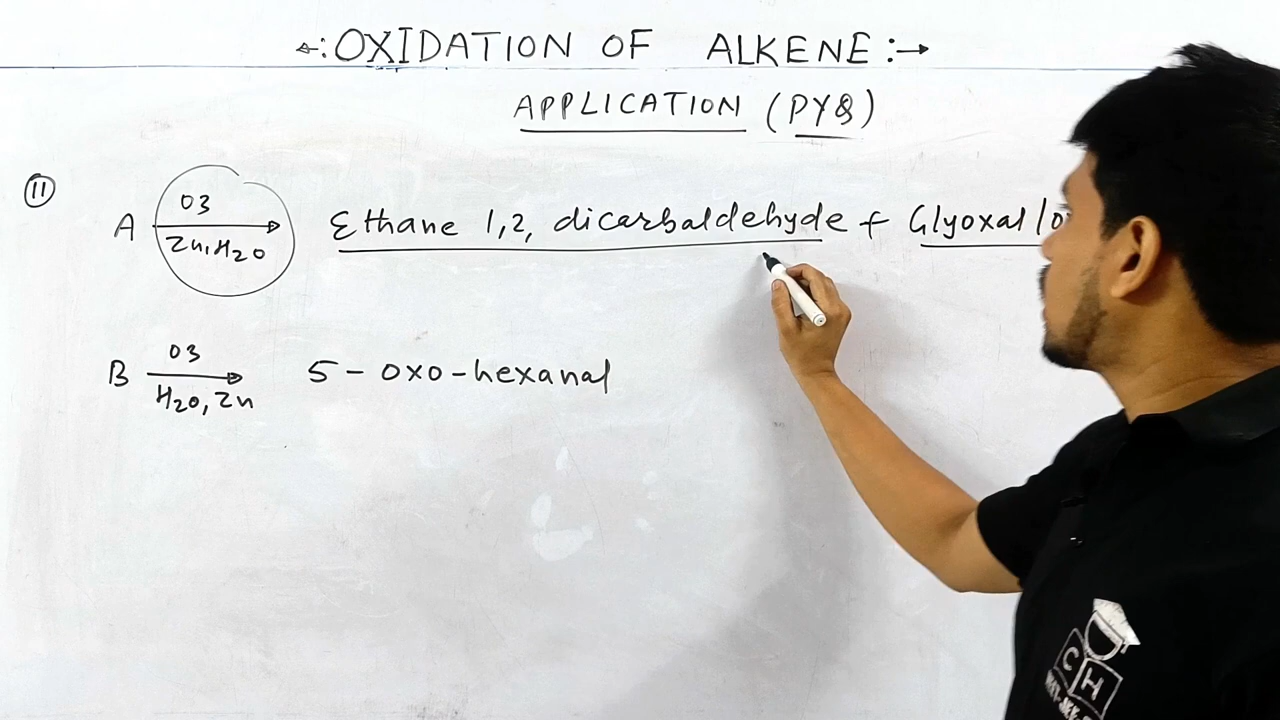 ←: OXIDATION OF ALKENE :→
APPLICATION (PYQ)
11 A O3 Zn, H2O → Ethane 1,2, dicarbaldehyde + Glyoxal /
B O3 H2O, Zn → 5 - oxo - hexanal
C H